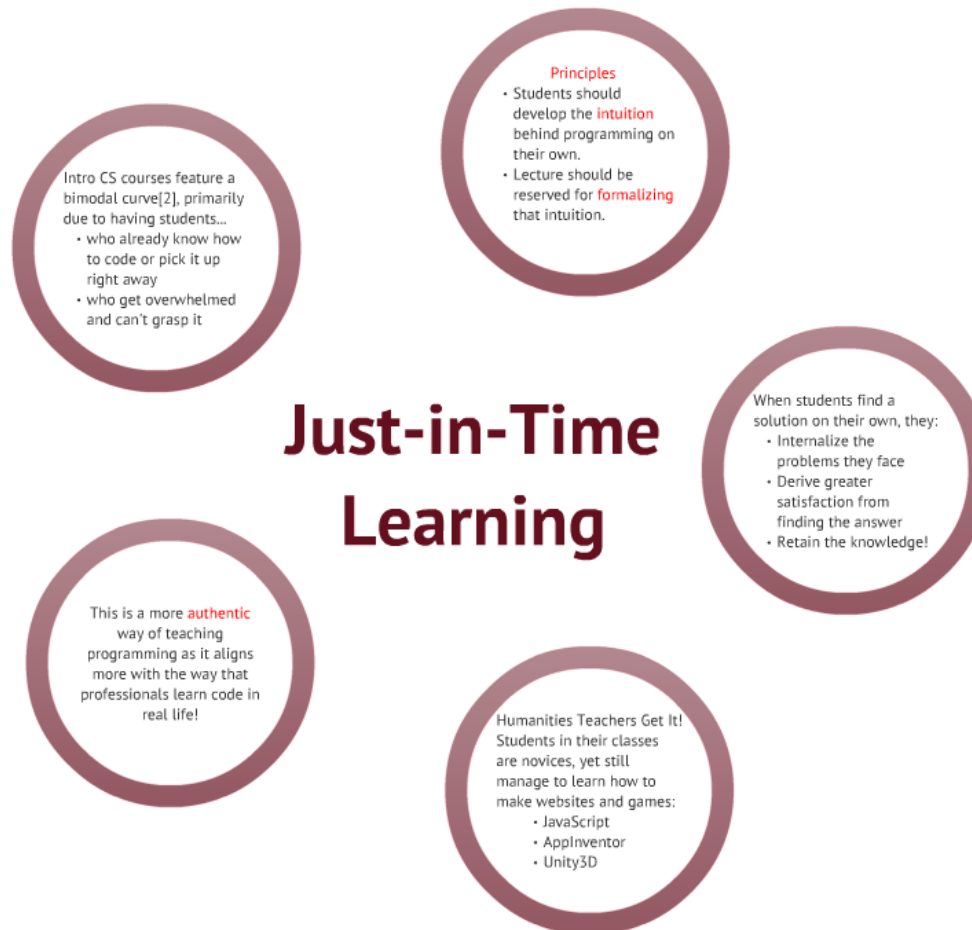 Principles
• Students should
develop the intuition
behind programming on
their own.
• Lecture should be
reserved for formalizing
that intuition.
Intro CS courses feature a
bimodal curve[2], primarily
due to having students...
• who already know how
to code or pick it up
right away
• who get overwhelmed
and can't grasp it
Just-in-Time
Learning
When students find a
solution on their own, they:
• Internalize the
problems they face
• Derive greater
satisfaction from
finding the answer
• Retain the knowledge!
This is a more authentic
way of teaching
programming as it aligns
more with the way that
professionals learn code in
real life!
Humanities Teachers Get It!
Students in their classes
are novices, yet still
manage to learn how to
make websites and games:
• JavaScript
• AppInventor
• Unity3D